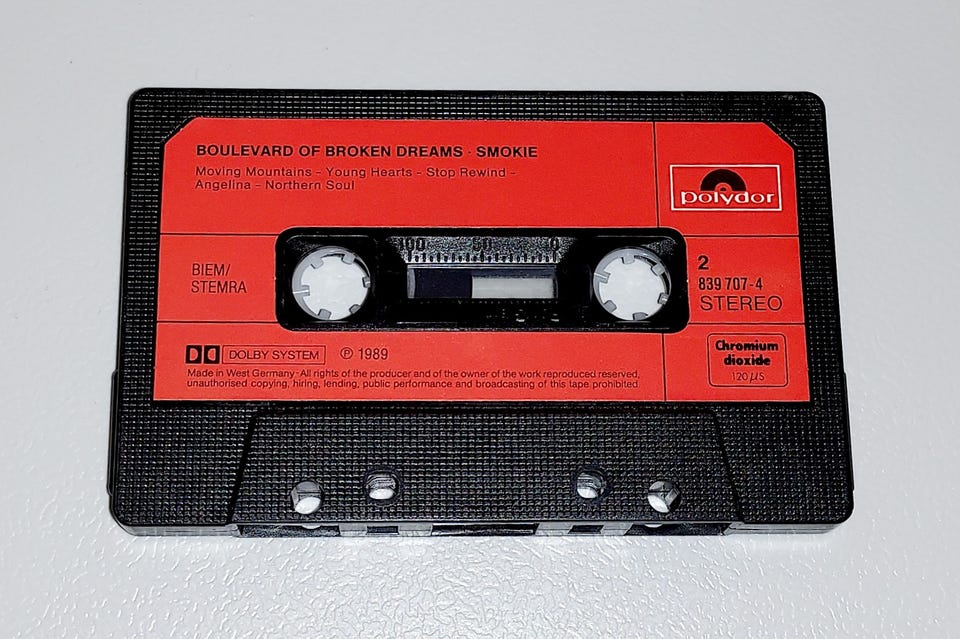 BOULEVARD OF BROKEN DREAMS · SMOKIE
Moving Mountains - Young Hearts - Stop Rewind -
Angelina - Northern Soul
polydor
100 50 0
BIEM/
STEMRA
2
839 707-4
STEREO
DOLBY SYSTEM ℗ 1989
Made in West Germany · All rights of the producer and of the owner of the work reproduced reserved,
unauthorised copying, hiring, lending, public performance and broadcasting of this tape prohibited
Chromium
dioxide
120 µS